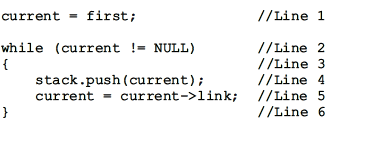 current = first;               //Line 1

while (current != NULL)        //Line 2
{                              //Line 3
    stack.push(current);       //Line 4
    current = current->link;   //Line 5
}                              //Line 6